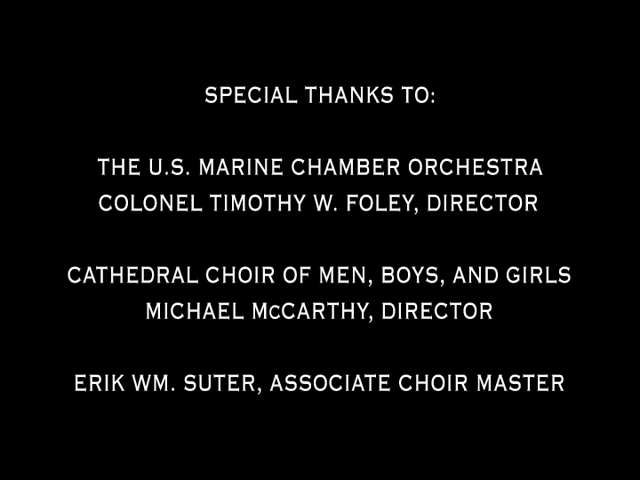 SPECIAL THANKS TO:
THE U.S. MARINE CHAMBER ORCHESTRA
COLONEL TIMOTHY W. FOLEY, DIRECTOR
CATHEDRAL CHOIR OF MEN, BOYS, AND GIRLS
MICHAEL McCARTHY, DIRECTOR
ERIK WM. SUTER, ASSOCIATE CHOIR MASTER